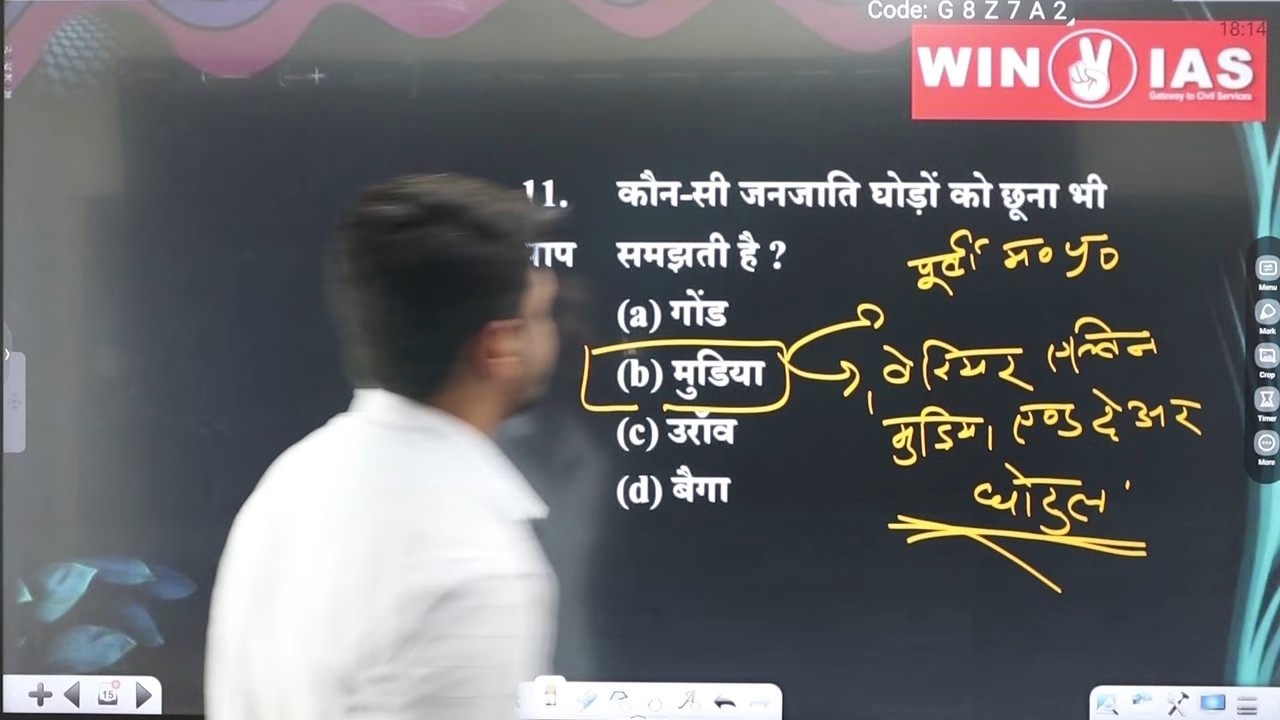 Code: G 8 Z 7 A 2
18:14
WIN IAS
Gateway to Civil Services
11. कौन-सी जनजाति घोड़ों को छूना भी
पाप समझती है ?
पूर्वी म०प्र०
(a) गोंड
(b) मुडिया
वेरियर एल्विन
(c) उराँव
मुडिया एण्ड देअर
(d) बैगा
घोटुल
Menu
Mark
Crop
Timer
More
15